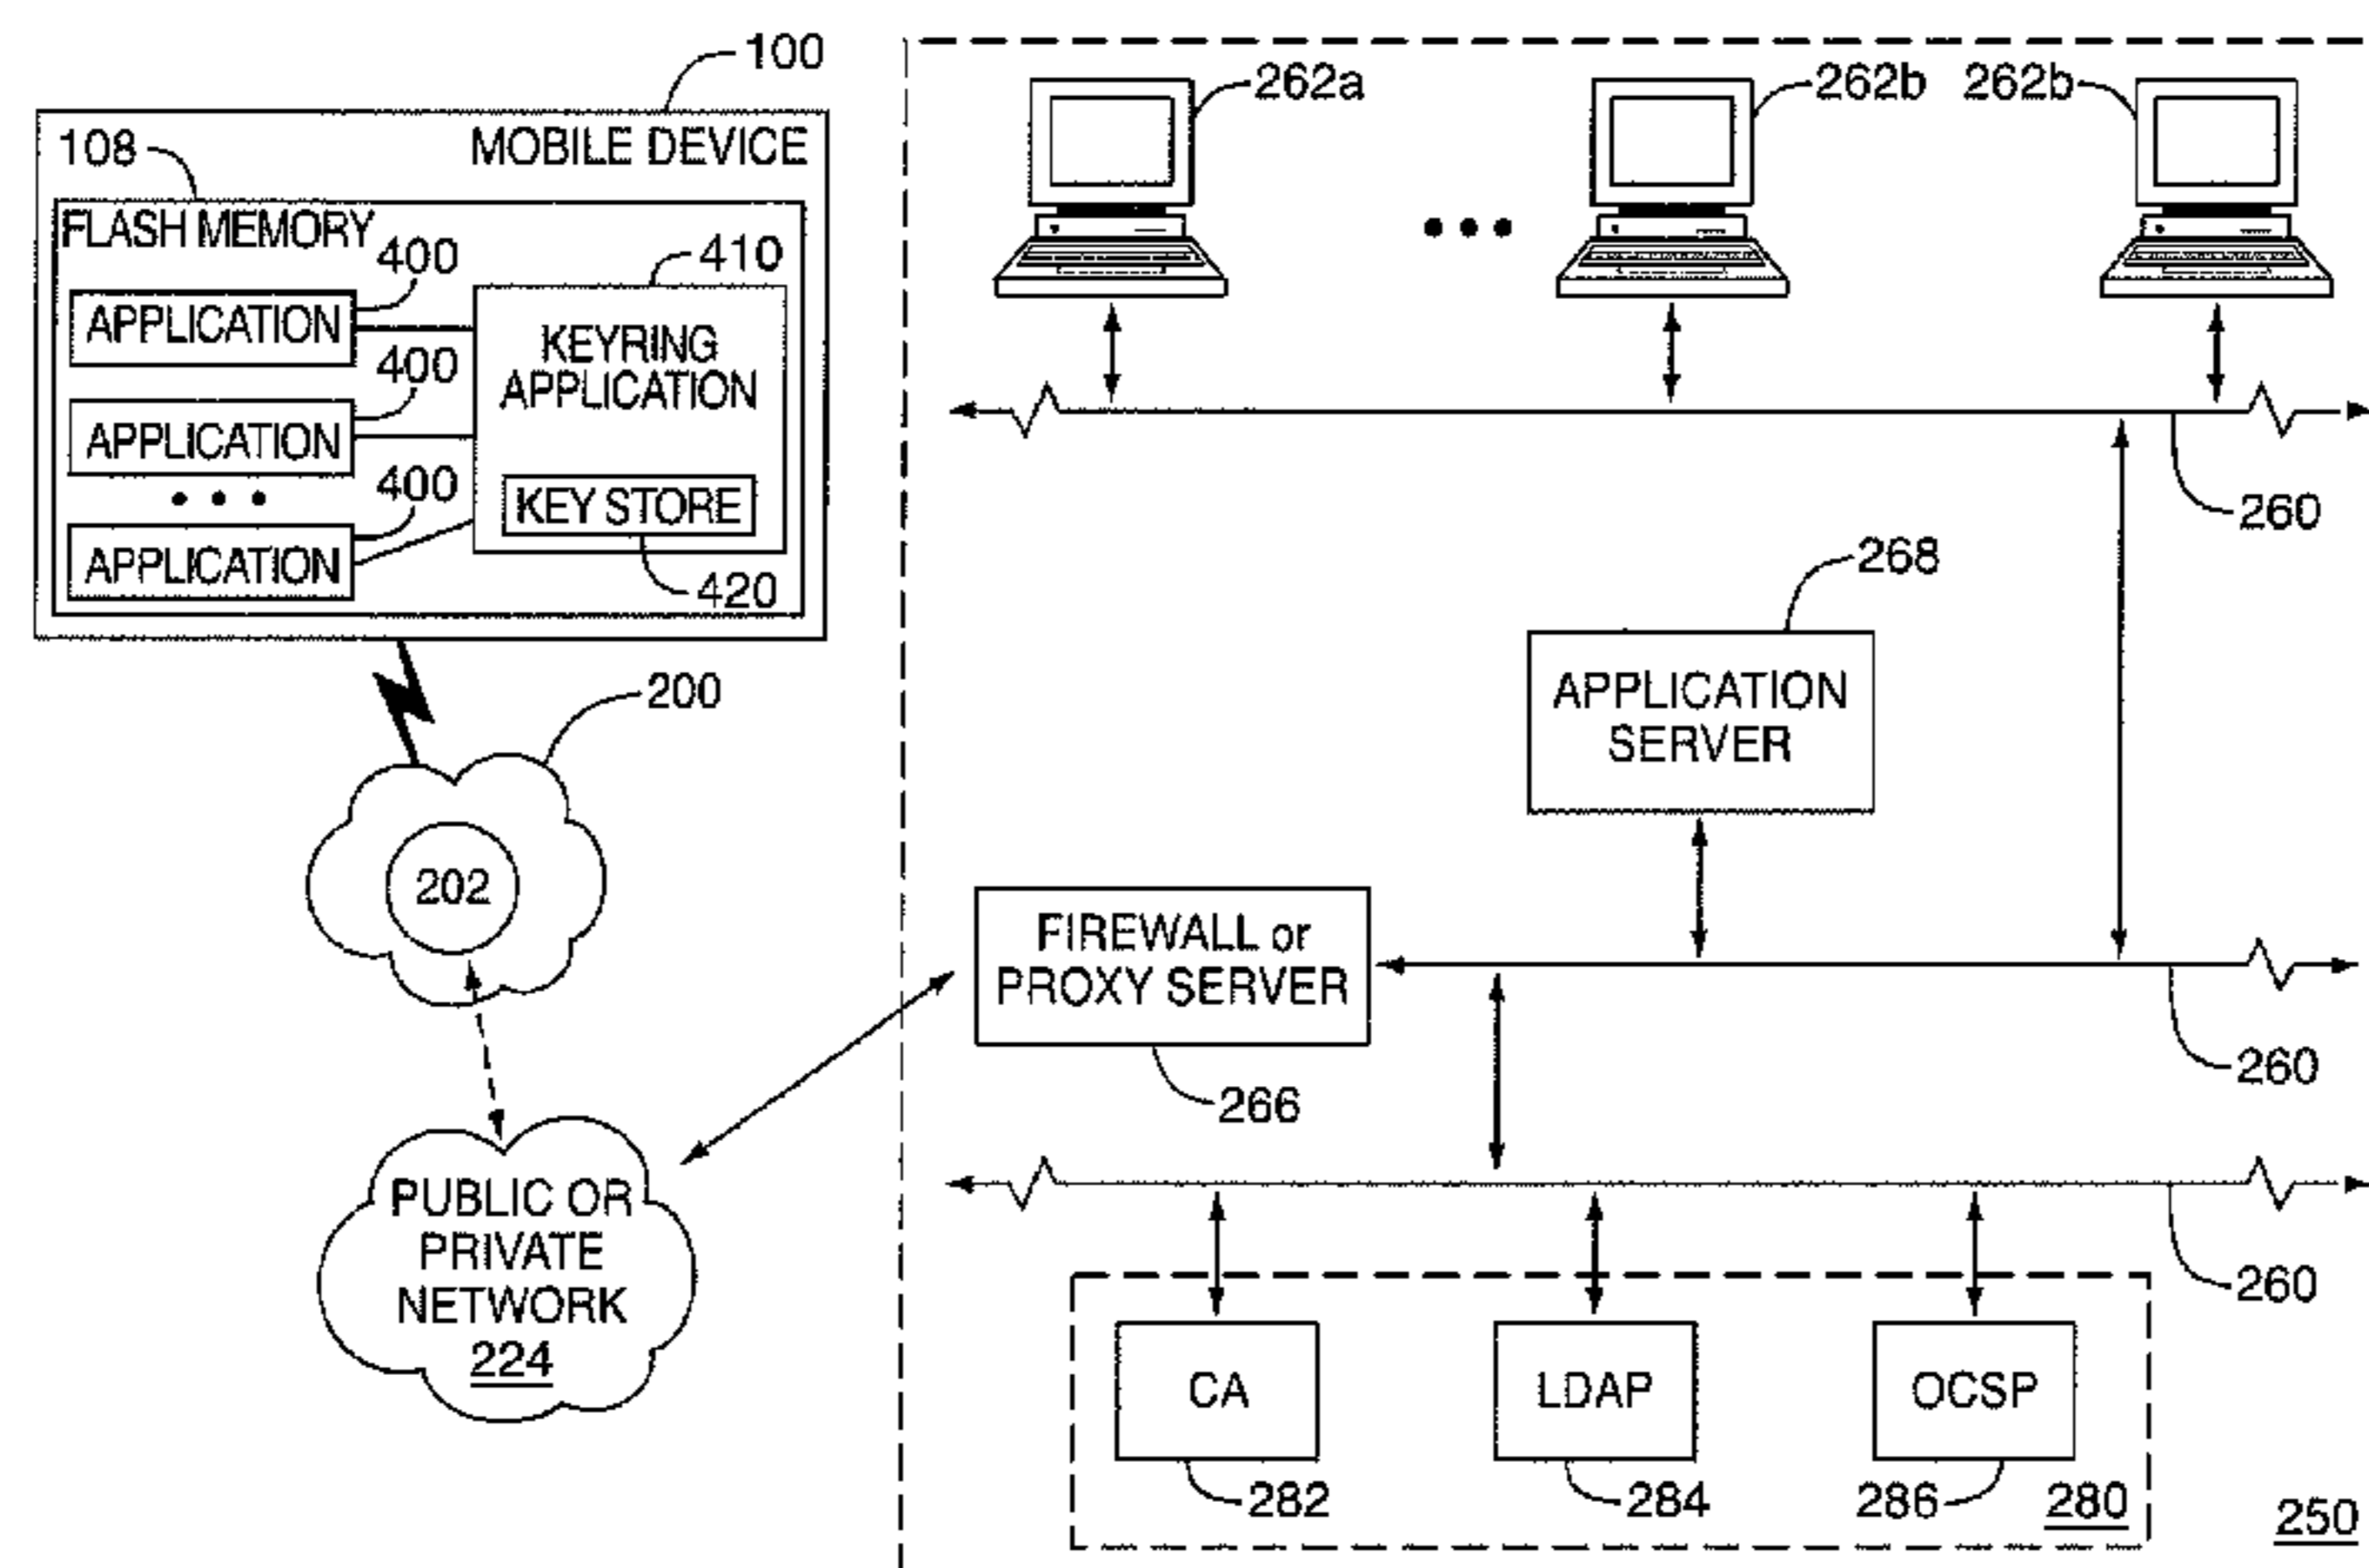 100
108
MOBILE DEVICE
FLASH MEMORY
400
410
APPLICATION
KEYRING
APPLICATION
400
APPLICATION
• • •
400
KEY STORE
APPLICATION
420
200
202
PUBLIC OR
PRIVATE
NETWORK
224
262a
• • •
262b
262b
260
268
APPLICATION
SERVER
FIREWALL or
PROXY SERVER
266
260
260
CA
LDAP
OCSP
282
284
286
280
250